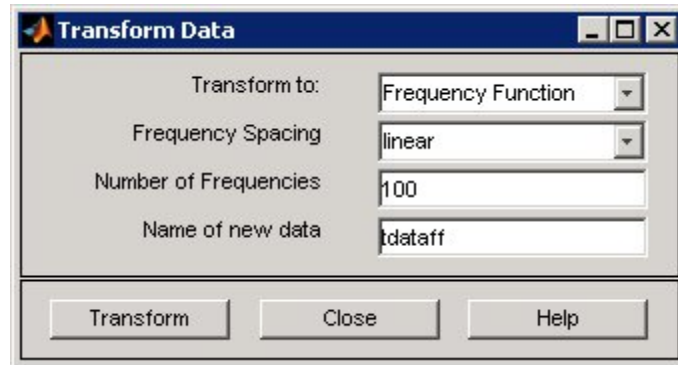 Transform Data
Transform to: Frequency Function
Frequency Spacing linear
Number of Frequencies 100
Name of new data tdataff
Transform Close Help